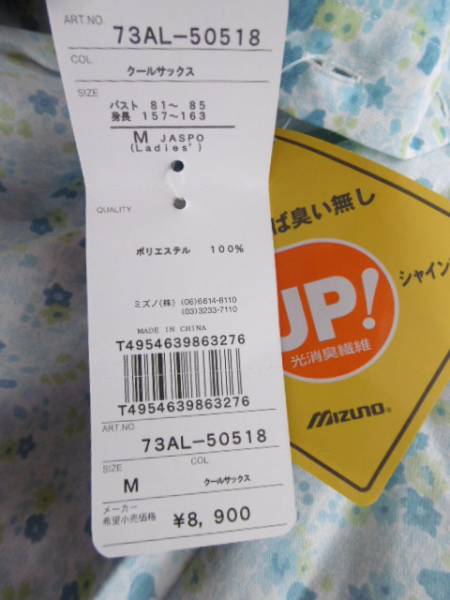 ART.NO.
73AL-50518
COL
クールサックス
SIZE
バスト 81～ 85
身長 157～163
M JASPO
(Ladies')
QUALITY
ポリエステル 100%
ミズノ(株) (06)6614-8110
(03)3233-7110
MADE IN CHINA
T4954639863276
T4954639863276
ART.NO.
73AL-50518
SIZE COL
M クールサックス
メーカー
希望小売価格 ¥8, 900
ば臭い無し
シャイン
UP!
光消臭繊維
MIZUNO®